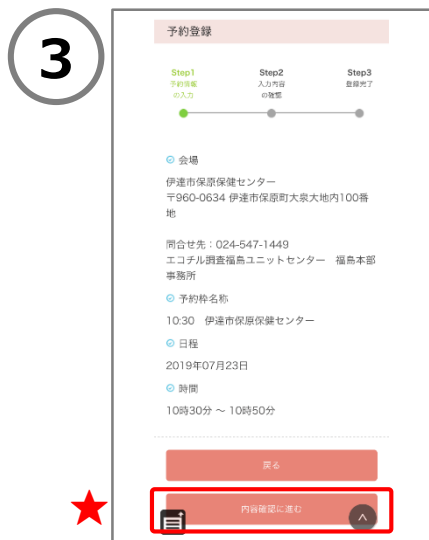 3
予約登録
Step1
予約情報
の入力
Step2
入力内容
の確認
Step3
登録完了
会場
伊達市保原保健センター
〒960-0634 伊達市保原町大泉大地内100番
地
問合せ先：024-547-1449
エコチル調査福島ユニットセンター　福島本部
事務所
予約枠名称
10:30　伊達市保原保健センター
日程
2019年07月23日
時間
10時30分 ～ 10時50分
戻る
内容確認に進む